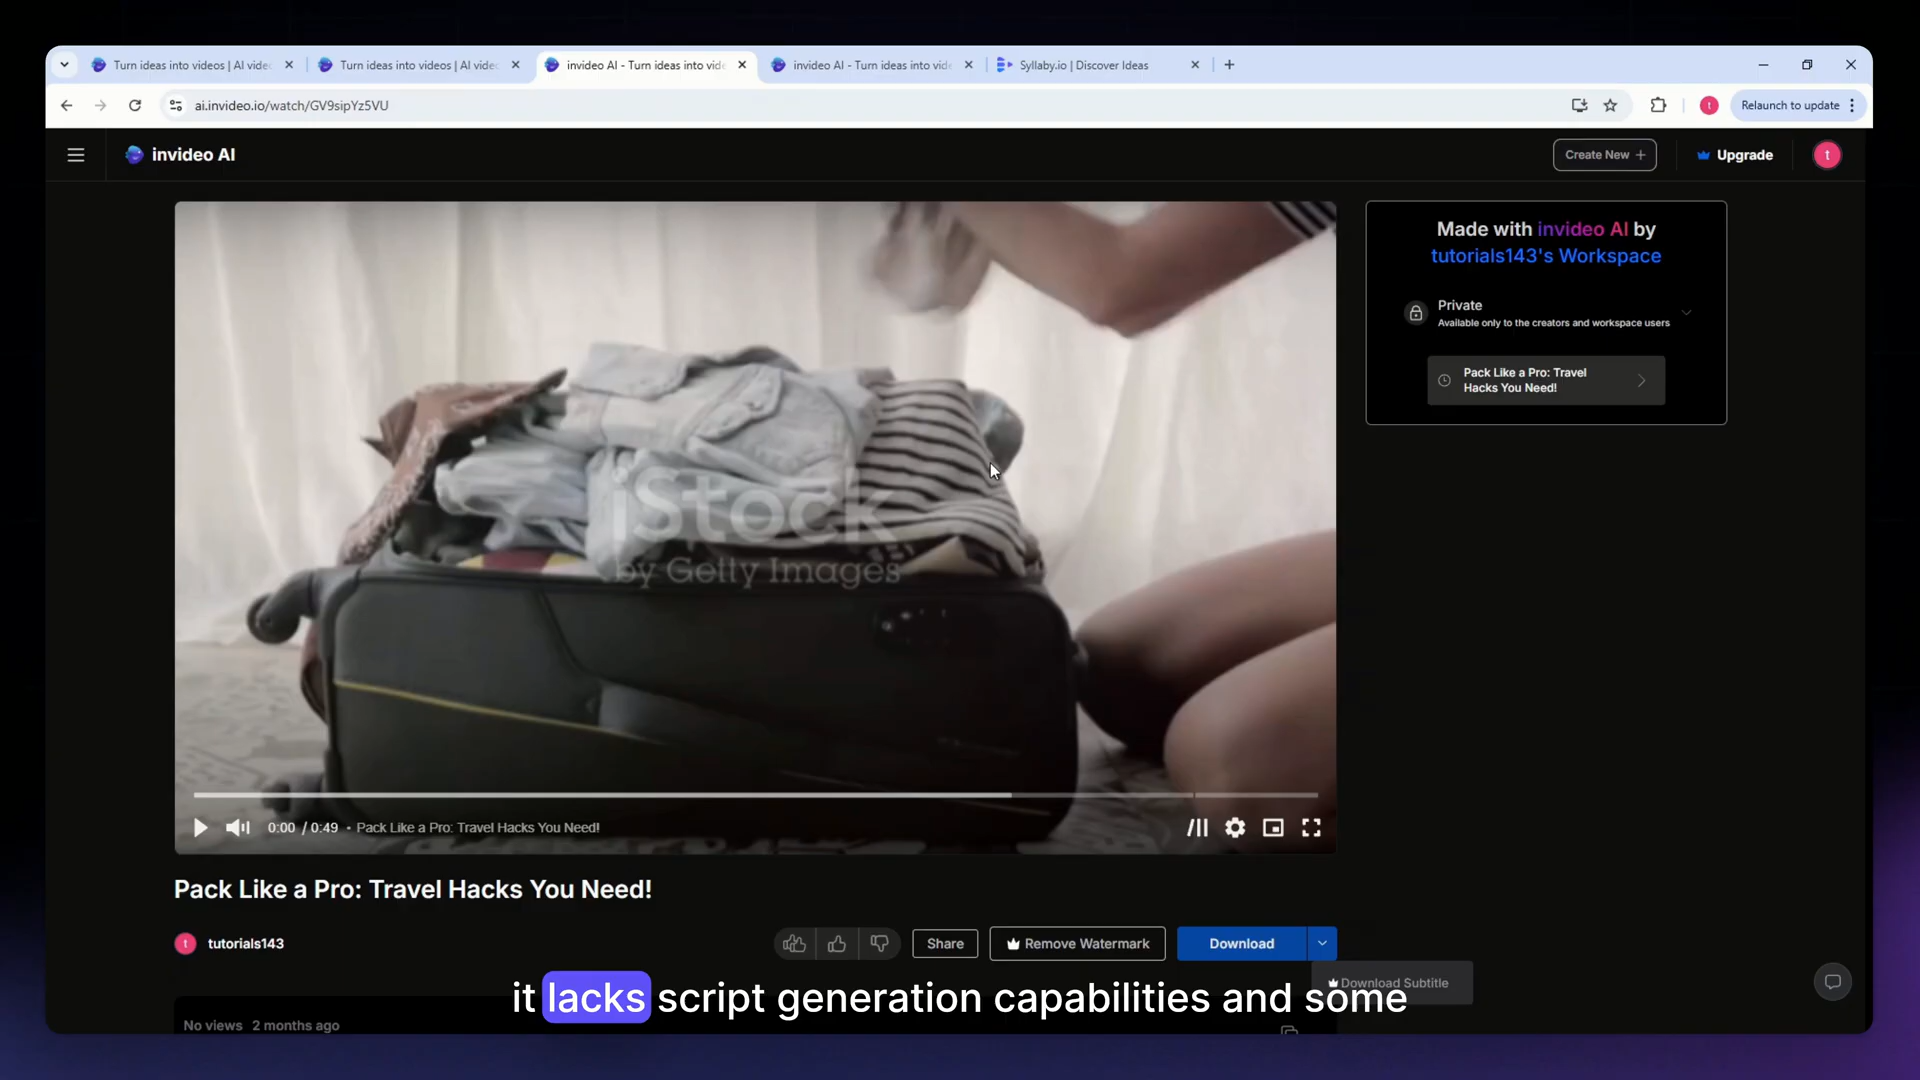 Turn ideas into videos | AI videc
Turn ideas into videos | AI videc
invideo AI - Turn ideas into vide
invideo AI - Turn ideas into vide
Syllaby.io | Discover Ideas
ai.invideo.io/watch/GV9sipYz5VU
t
Relaunch to update
invideo AI
Create New +
Upgrade
t
Made with invideo AI by
tutorials143's Workspace
Private
Available only to the creators and workspace users
Pack Like a Pro: Travel
Hacks You Need!
iStock
by Getty Images
0:00 / 0:49 • Pack Like a Pro: Travel Hacks You Need!
Pack Like a Pro: Travel Hacks You Need!
t
tutorials143
Share
Remove Watermark
Download
Download Subtitle
it lacks script generation capabilities and some
No views 2 months ago